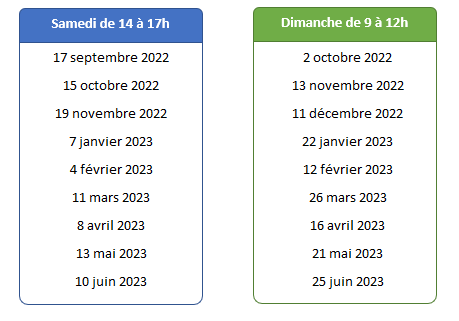 Samedi de 14 à 17h
17 septembre 2022
15 octobre 2022
19 novembre 2022
7 janvier 2023
4 février 2023
11 mars 2023
8 avril 2023
13 mai 2023
10 juin 2023
Dimanche de 9 à 12h
2 octobre 2022
13 novembre 2022
11 décembre 2022
22 janvier 2023
12 février 2023
26 mars 2023
16 avril 2023
21 mai 2023
25 juin 2023